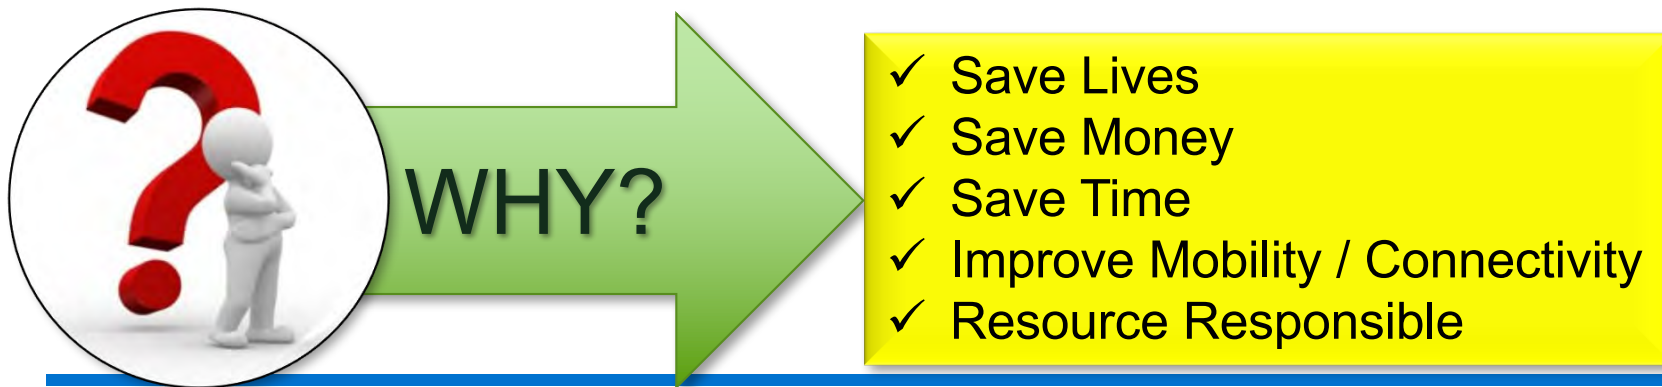 WHY?
✓ Save Lives
✓ Save Money
✓ Save Time
✓ Improve Mobility / Connectivity
✓ Resource Responsible